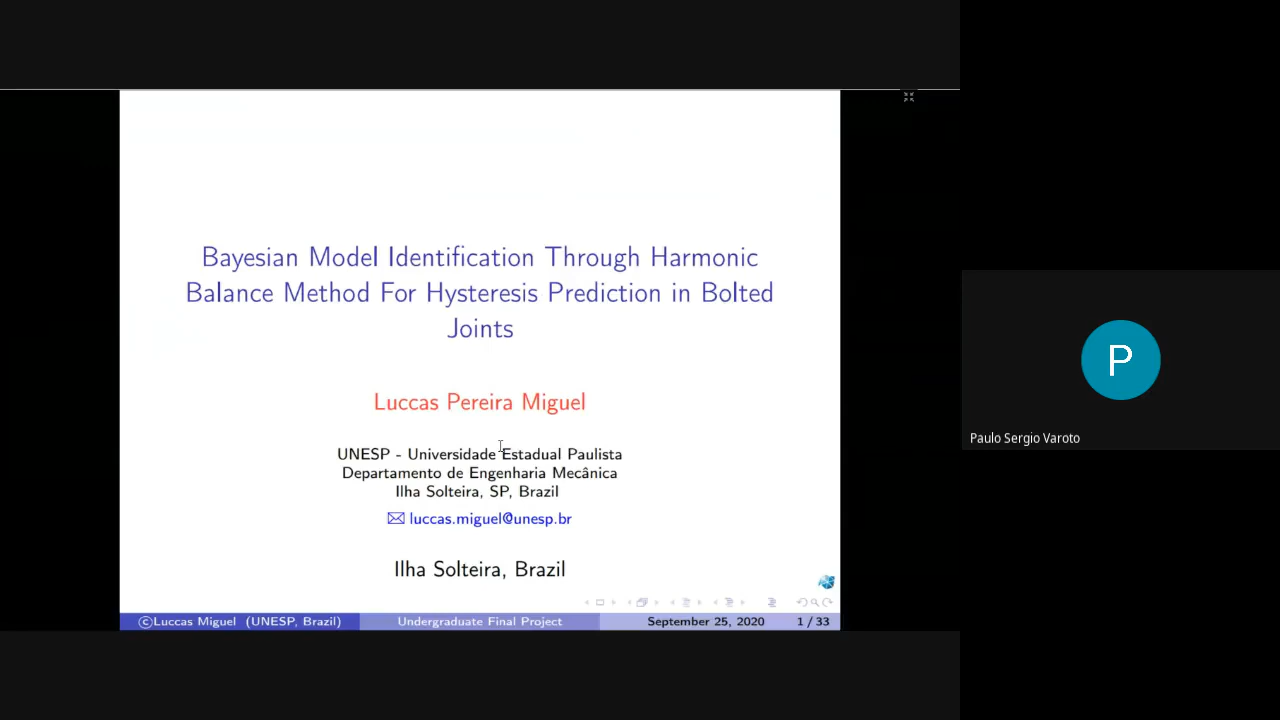 Bayesian Model Identification Through Harmonic
Balance Method For Hysteresis Prediction in Bolted
Joints
Luccas Pereira Miguel
UNESP - Universidade Estadual Paulista
Departamento de Engenharia Mecânica
Ilha Solteira, SP, Brazil
luccas.miguel@unesp.br
Ilha Solteira, Brazil
©Luccas Miguel (UNESP, Brazil) Undergraduate Final Project September 25, 2020 1 / 33
P
Paulo Sergio Varoto